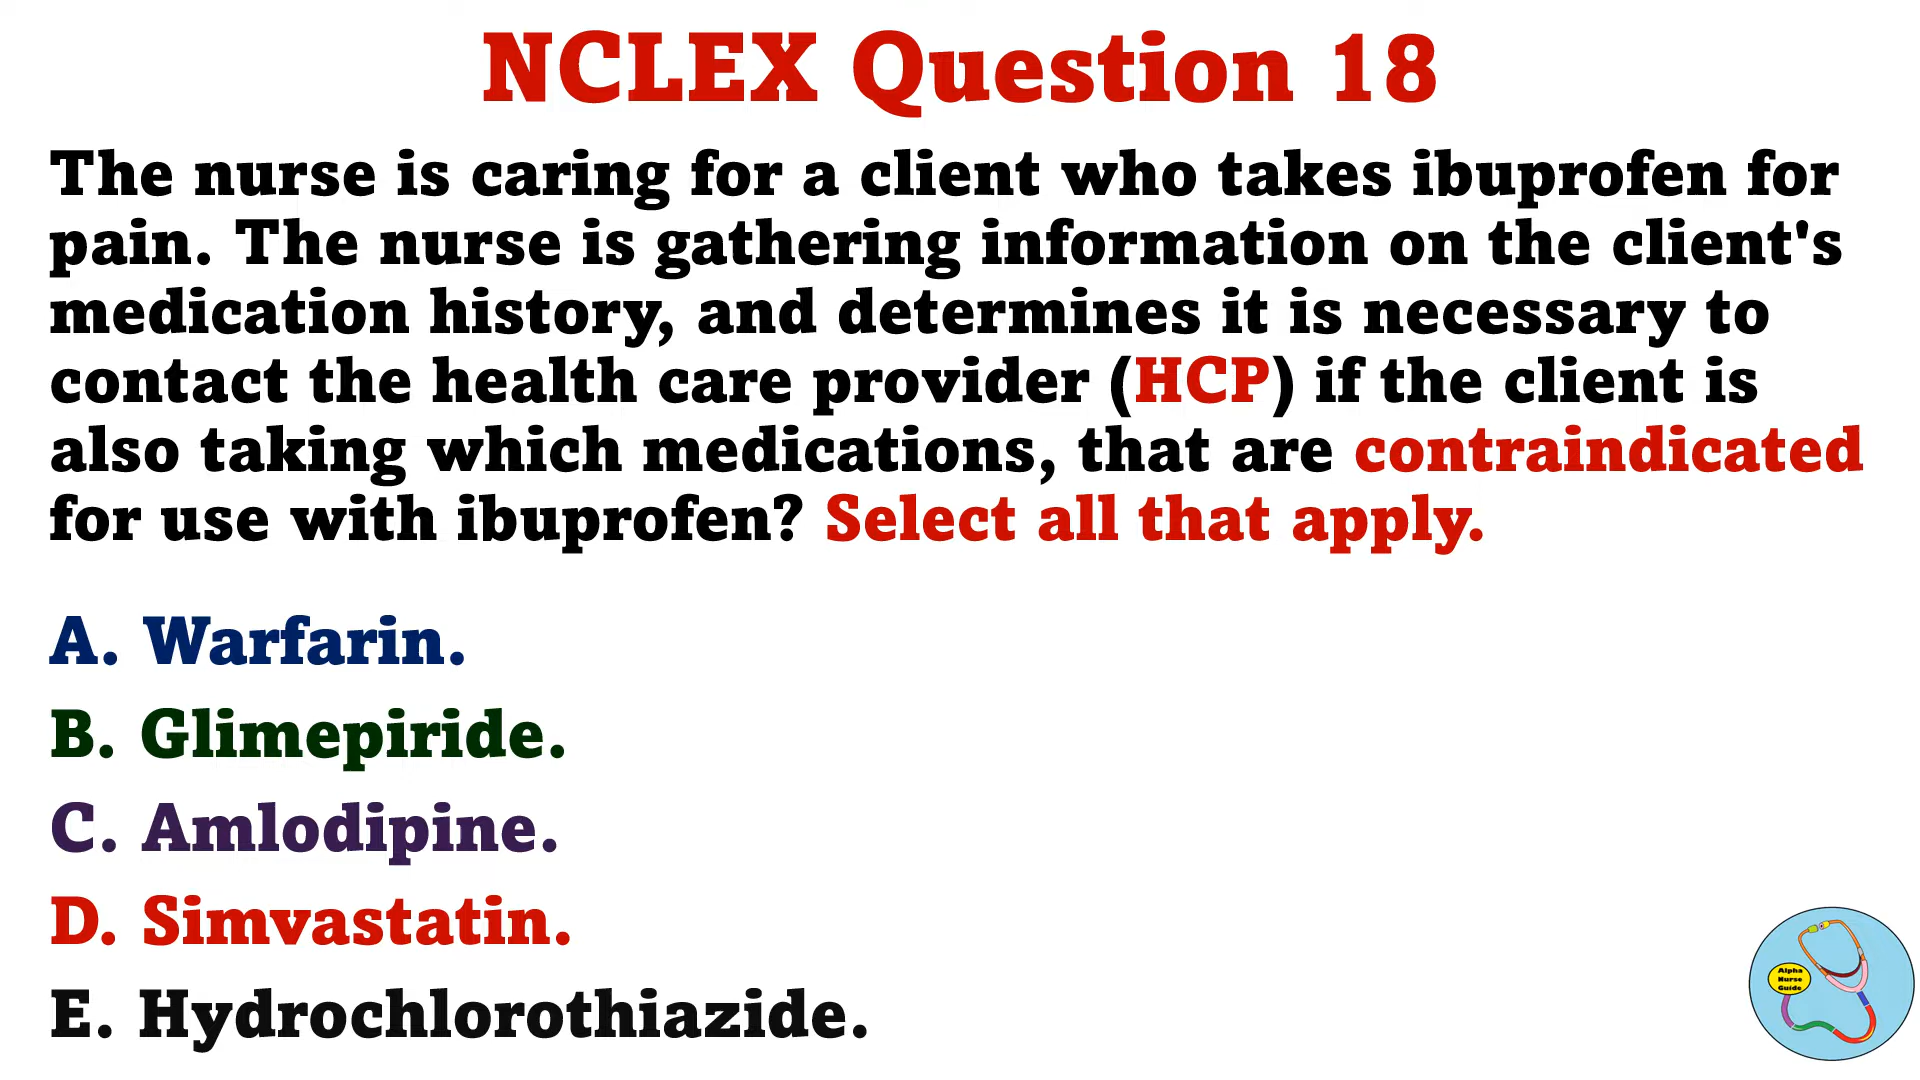 NCLEX Question 18
The nurse is caring for a client who takes ibuprofen for
pain. The nurse is gathering information on the client's
medication history, and determines it is necessary to
contact the health care provider (HCP) if the client is
also taking which medications, that are contraindicated
for use with ibuprofen? Select all that apply.
A. Warfarin.
B. Glimepiride.
C. Amlodipine.
D. Simvastatin.
E. Hydrochlorothiazide.
Alpha
Nurse
Guide